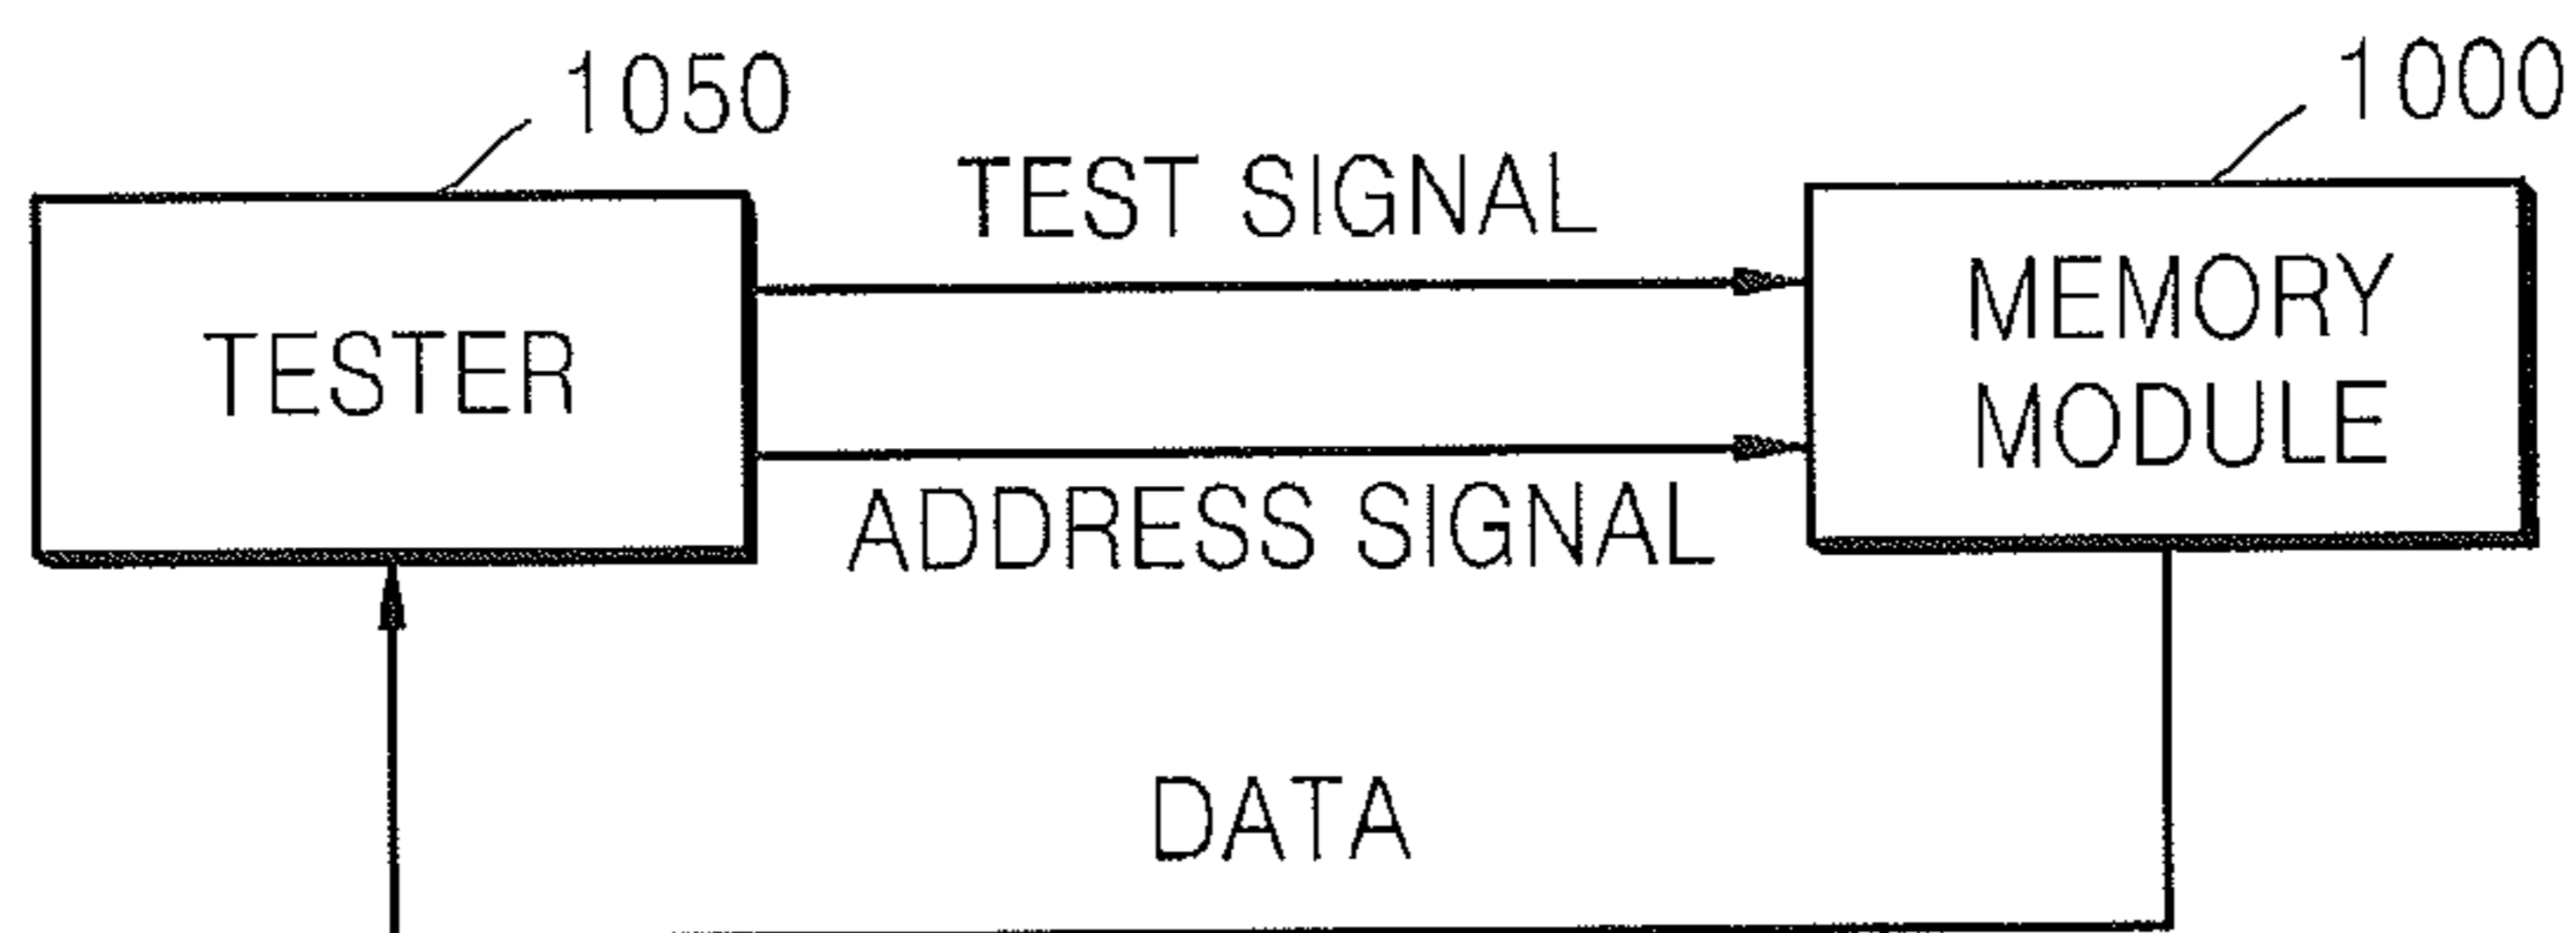 1050
1000
TEST SIGNAL
TESTER
MEMORY
MODULE
ADDRESS SIGNAL
DATA